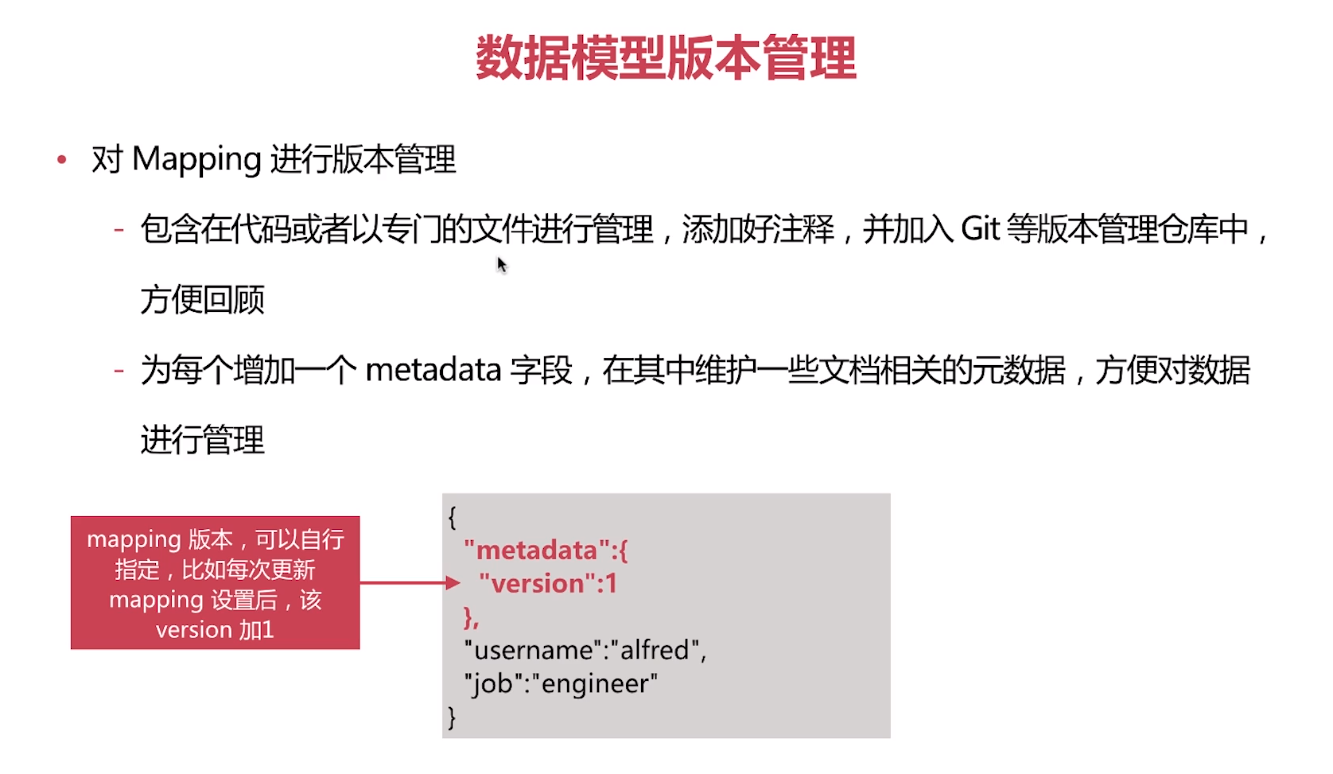 数据模型版本管理
• 对 Mapping 进行版本管理
- 包含在代码或者以专门的文件进行管理，添加好注释，并加入 Git 等版本管理仓库中，
方便回顾
- 为每个增加一个 metadata 字段，在其中维护一些文档相关的元数据，方便对数据
进行管理
mapping 版本，可以自行
指定，比如每次更新
mapping 设置后，该
version 加1
{
"metadata":{
"version":1
},
"username":"alfred",
"job":"engineer"
}